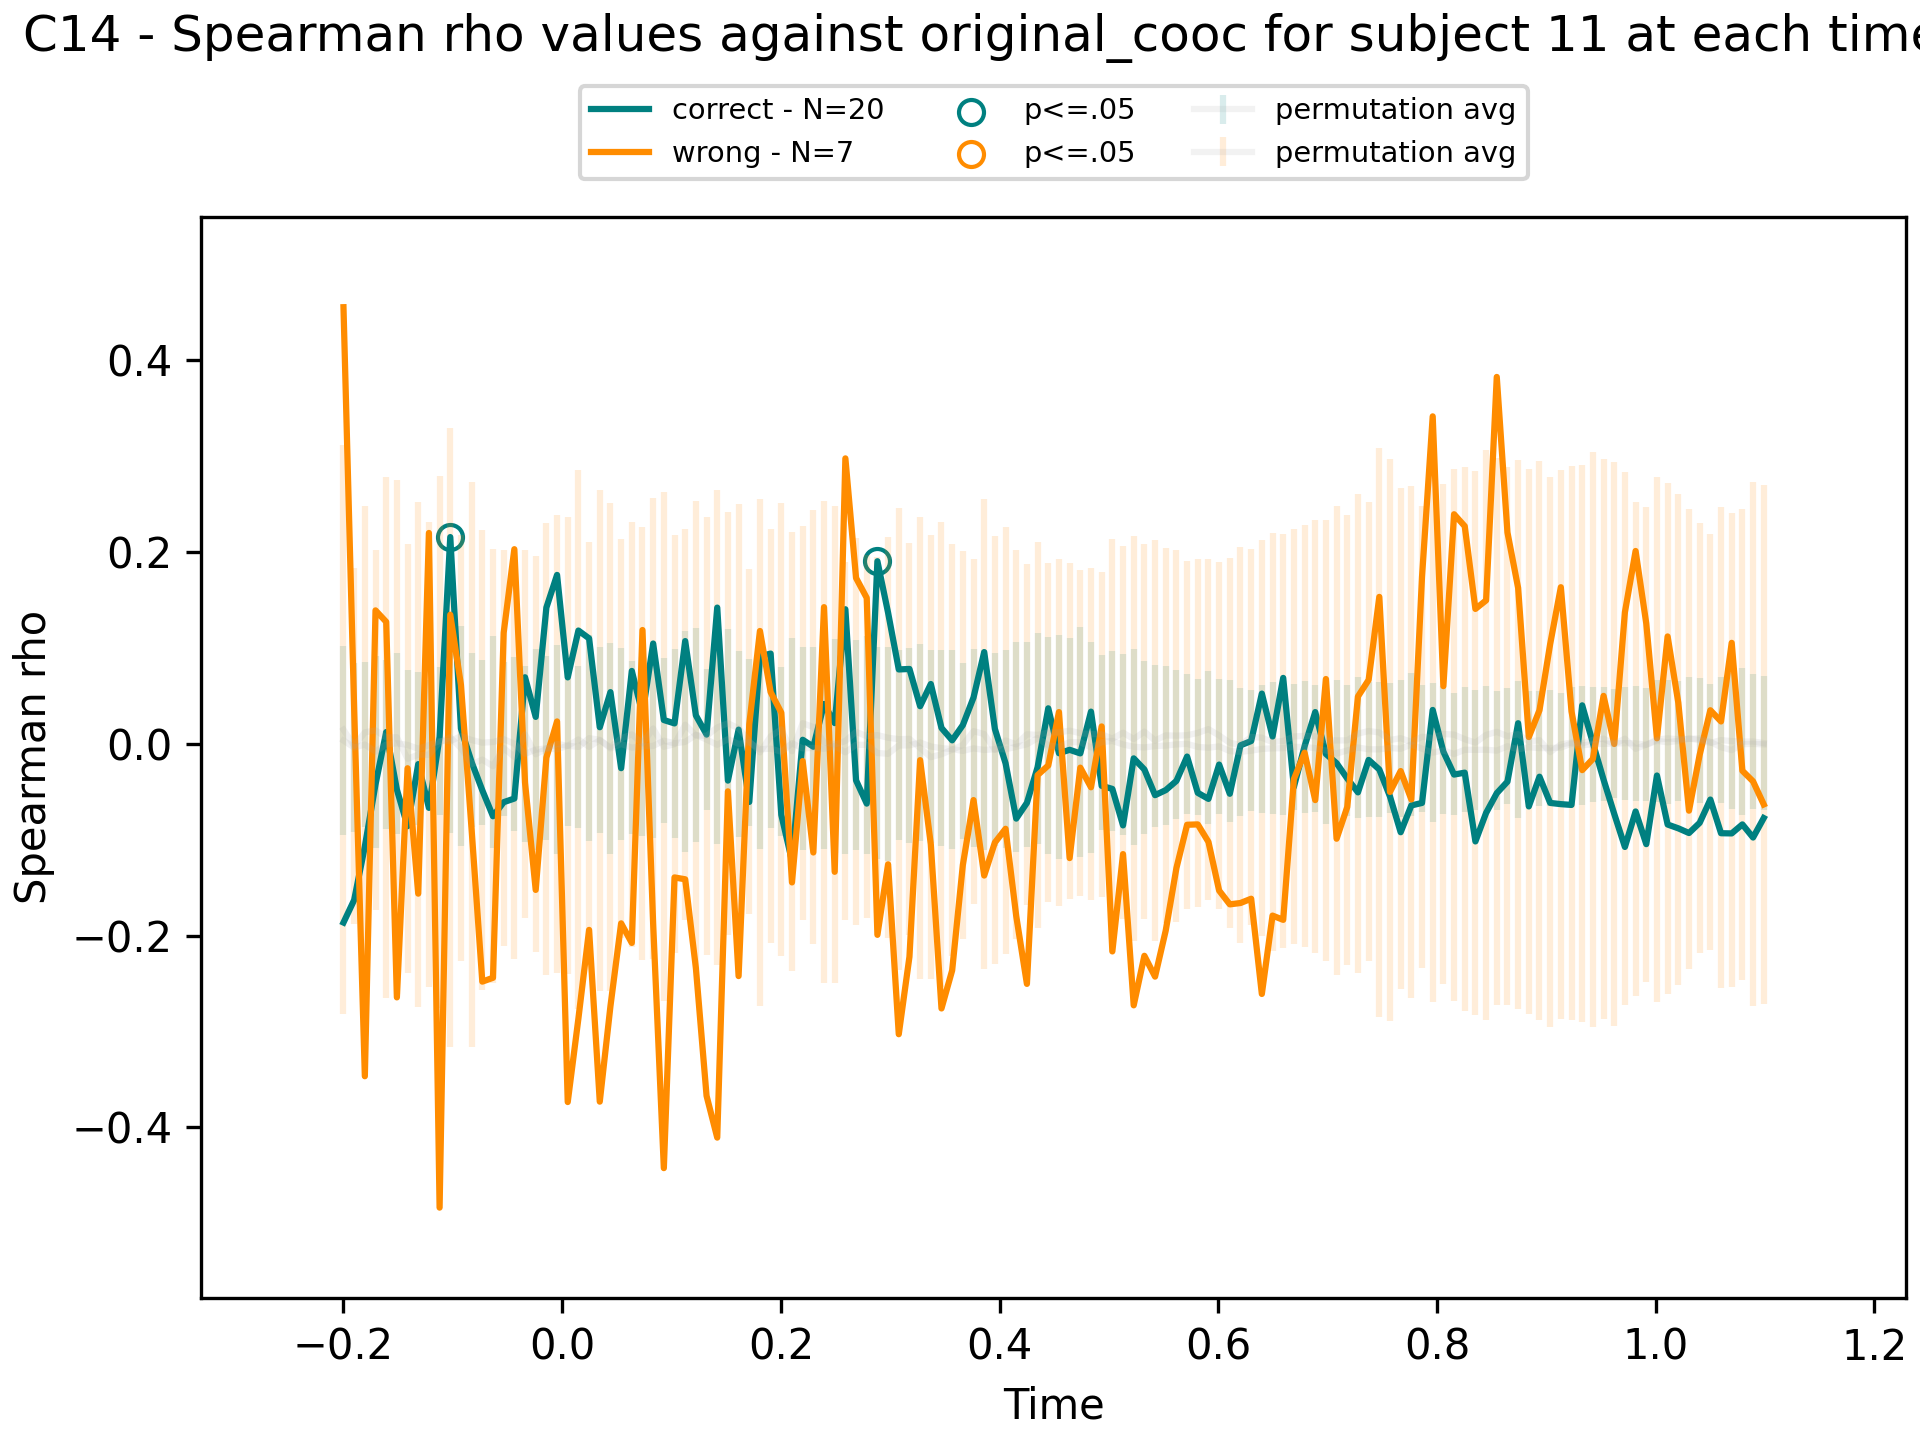 C14 - Spearman rho values against original_cooc for subject 11 at each time
correct - N=20
wrong - N=7
p<=.05
p<=.05
permutation avg
permutation avg
Spearman rho
0.4
0.2
0.0
−0.2
−0.4
−0.2
0.0
0.2
0.4
0.6
0.8
1.0
1.2
Time